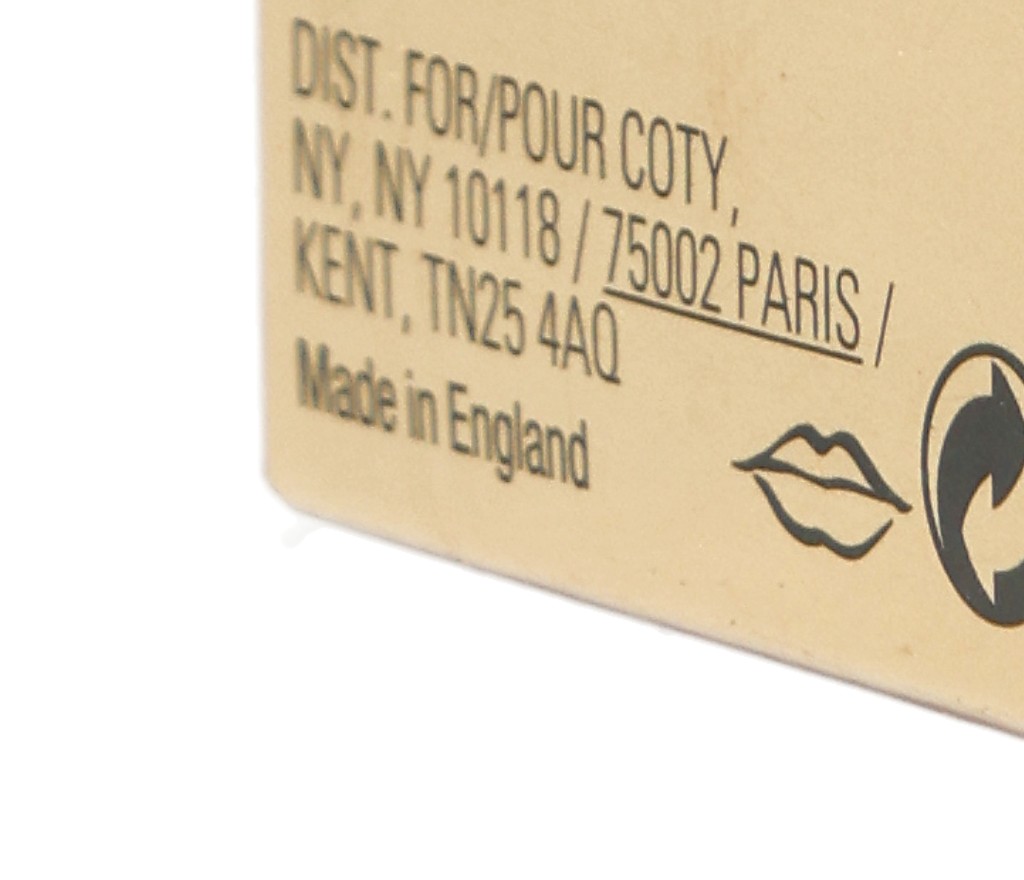 DIST. FOR/POUR COTY,
NY, NY 10118 / 75002 PARIS /
KENT, TN25 4AQ
Made in England